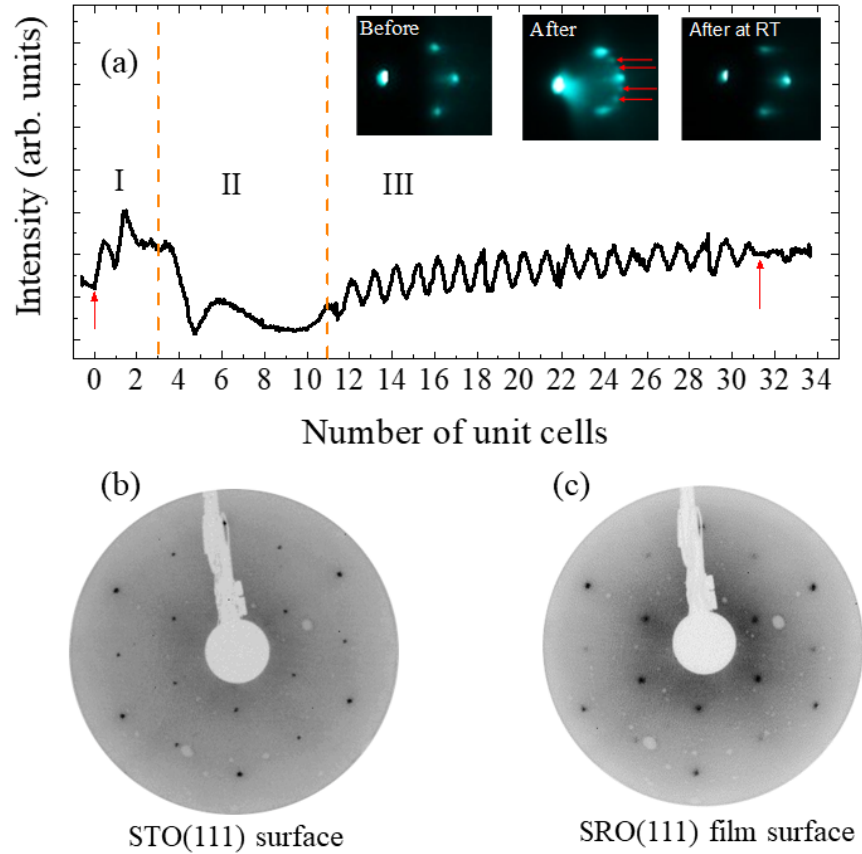 (a)
Before
After
After at RT
I
II
III
Intensity (arb. units)
0 2 4 6 8 10 12 14 16 18 20 22 24 26 28 30 32 34
Number of unit cells
(b)
(c)
STO(111) surface
SRO(111) film surface